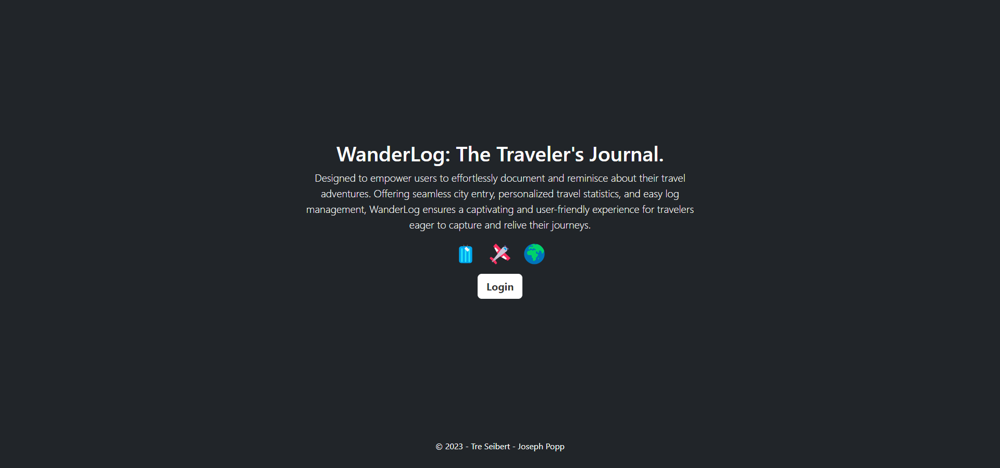 WanderLog: The Traveler's Journal.
Designed to empower users to effortlessly document and reminisce about their travel
adventures. Offering seamless city entry, personalized travel statistics, and easy log
management, WanderLog ensures a captivating and user-friendly experience for travelers
eager to capture and relive their journeys.
Login
© 2023 - Tre Seibert - Joseph Popp